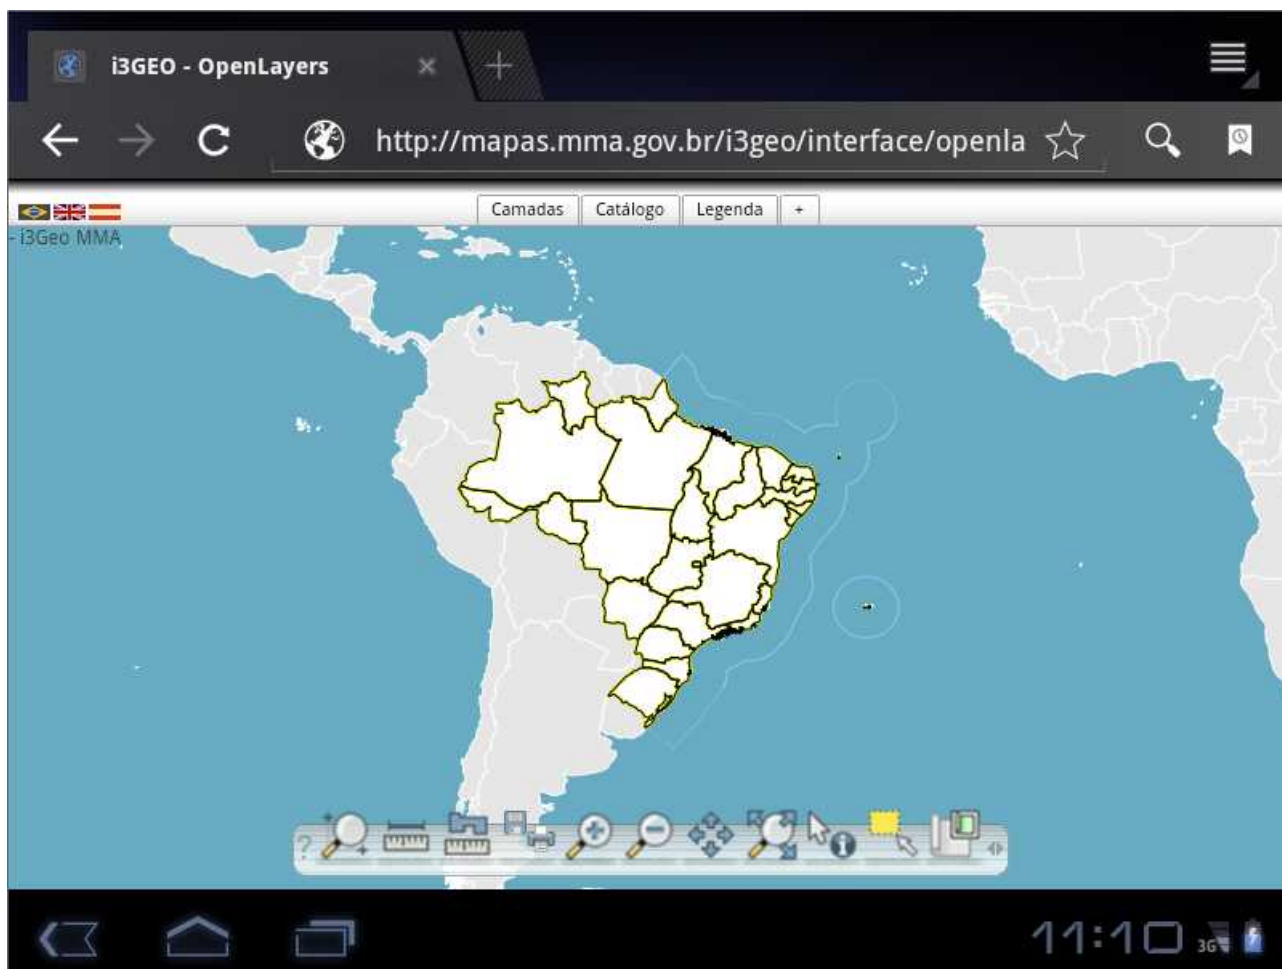 i3GEO - OpenLayers
http://mapas.mma.gov.br/i3geo/interface/openla
Camadas Catálogo Legenda +
- i3Geo MMA
?
11:10 3G